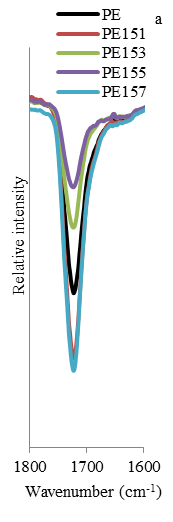 PE a
PE151
PE153
PE155
PE157
Relative intensity
1800 1700 1600
Wavenumber (cm-1)